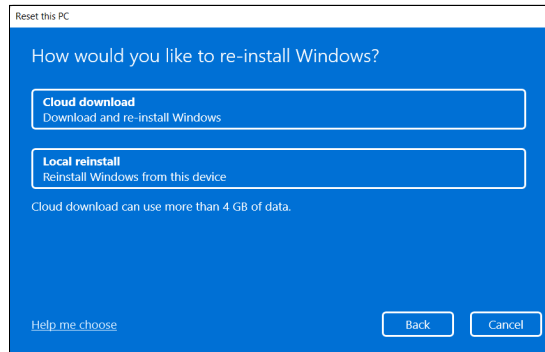 Reset this PC
How would you like to re-install Windows?
Cloud download
Download and re-install Windows
Local reinstall
Reinstall Windows from this device
Cloud download can use more than 4 GB of data.
Help me choose
Back
Cancel